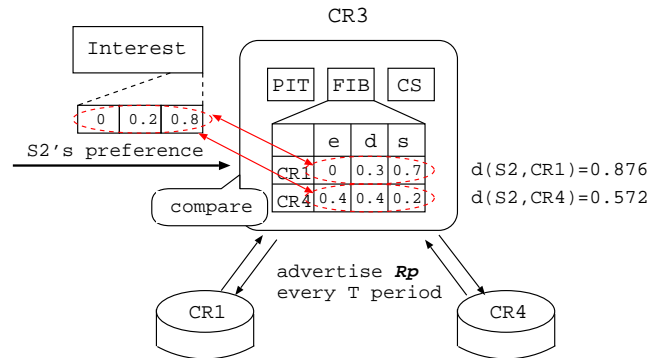 CR3
Interest
PIT FIB CS
0 0.2 0.8
e d s
S2's preference
CR1 0 0.3 0.7
d(S2,CR1)=0.876
CR4 0.4 0.4 0.2
d(S2,CR4)=0.572
compare
advertise Rp
every T period
CR1
CR4